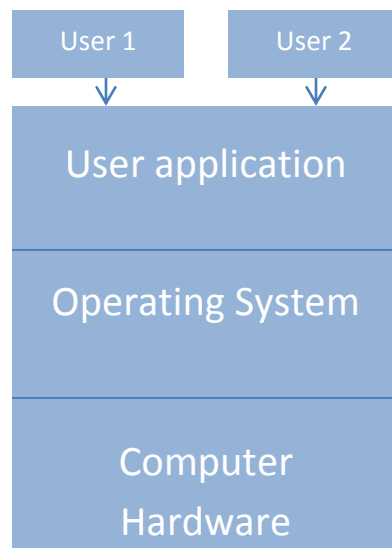 User 1
User 2
User application
Operating System
Computer
Hardware